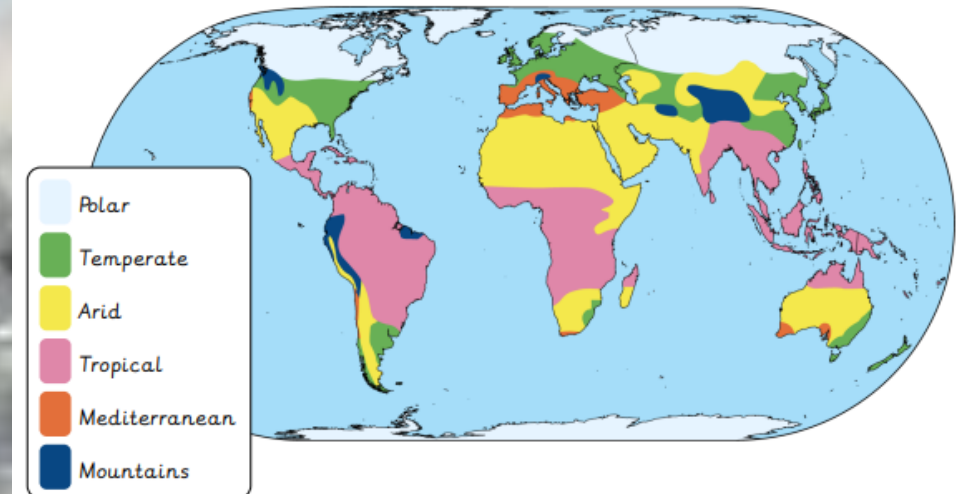 Polar
Temperate
Arid
Tropical
Mediterranean
Mountains